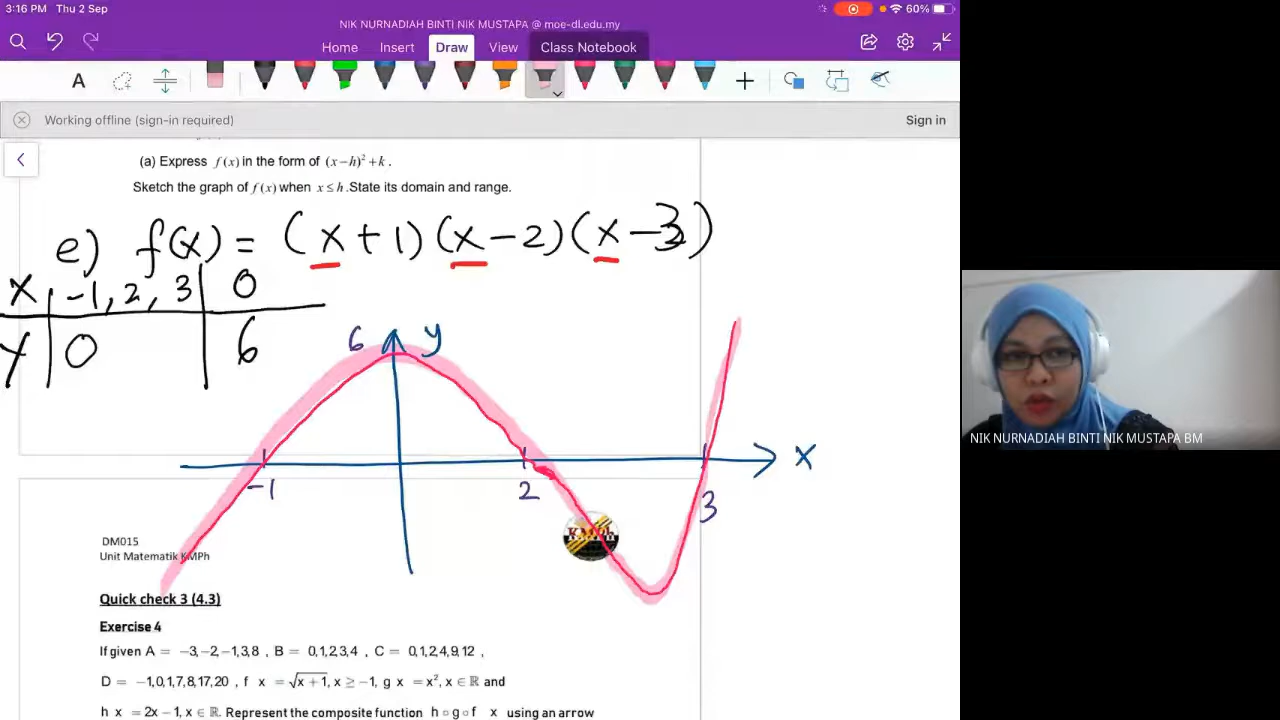 3:16 PM Thu 2 Sep
60%
NIK NURNADIAH BINTI NIK MUSTAPA @ moe-dl.edu.my
Home Insert Draw View Class Notebook
A
Working offline (sign-in required) Sign in
(a) Express f(x) in the form of (x−h)²+k.
Sketch the graph of f(x) when x≤h.State its domain and range.
e) f(x) = (x+1)(x−2)(x−3)
x -1, 2, 3 0
y 0 6
6 y
x
-1 2 3
KMPh
DM015
Unit Matematik KMPh
Quick check 3 (4.3)
Exercise 4
If given A = −3,−2,−1,3,8 , B = 0,1,2,3,4 , C = 0,1,2,4,9,12 ,
D = −1,0,1,7,8,17,20 , f x = √x+1, x ≥ −1, g x = x², x ∈ ℝ and
h x = 2x − 1, x ∈ ℝ. Represent the composite function h∘g∘f x using an arrow
NIK NURNADIAH BINTI NIK MUSTAPA BM